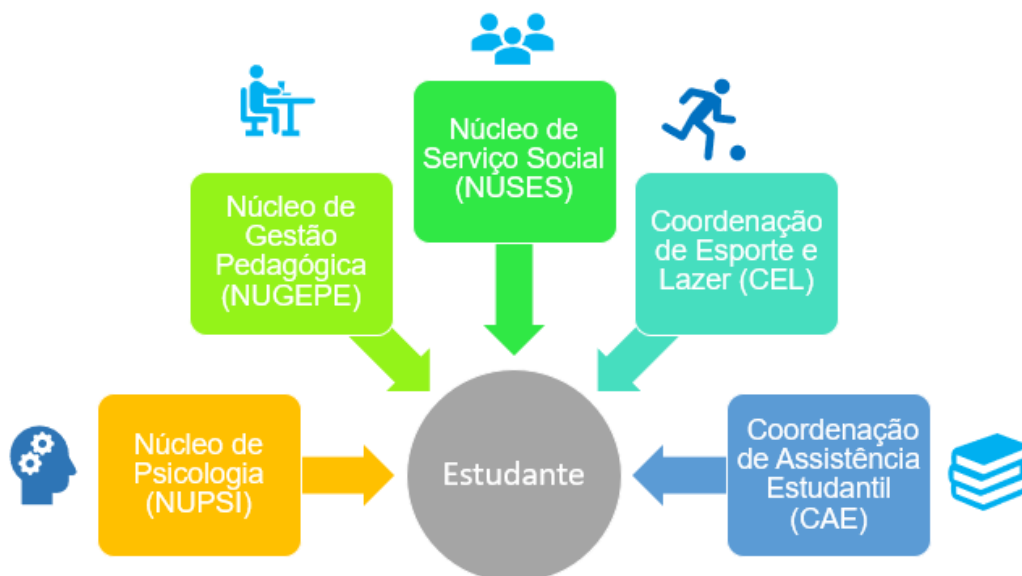 Núcleo de
Serviço Social
(NUSES)
Núcleo de
Gestão
Pedagógica
(NUGEPE)
Coordenação
de Esporte e
Lazer (CEL)
Núcleo de
Psicologia
(NUPSI)
Estudante
Coordenação
de Assistência
Estudantil
(CAE)